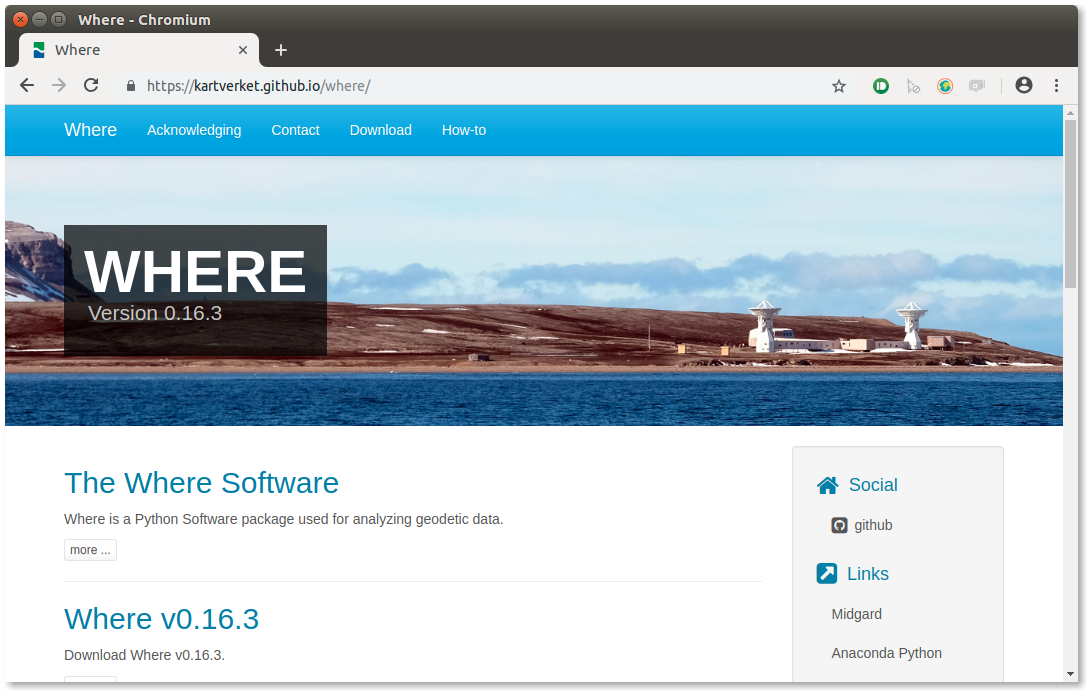 Where - Chromium
Where
https://kartverket.github.io/where/
Where Acknowledging Contact Download How-to
WHERE
Version 0.16.3
The Where Software
Where is a Python Software package used for analyzing geodetic data.
more ...
Where v0.16.3
Download Where v0.16.3.
Social
github
Links
Midgard
Anaconda Python